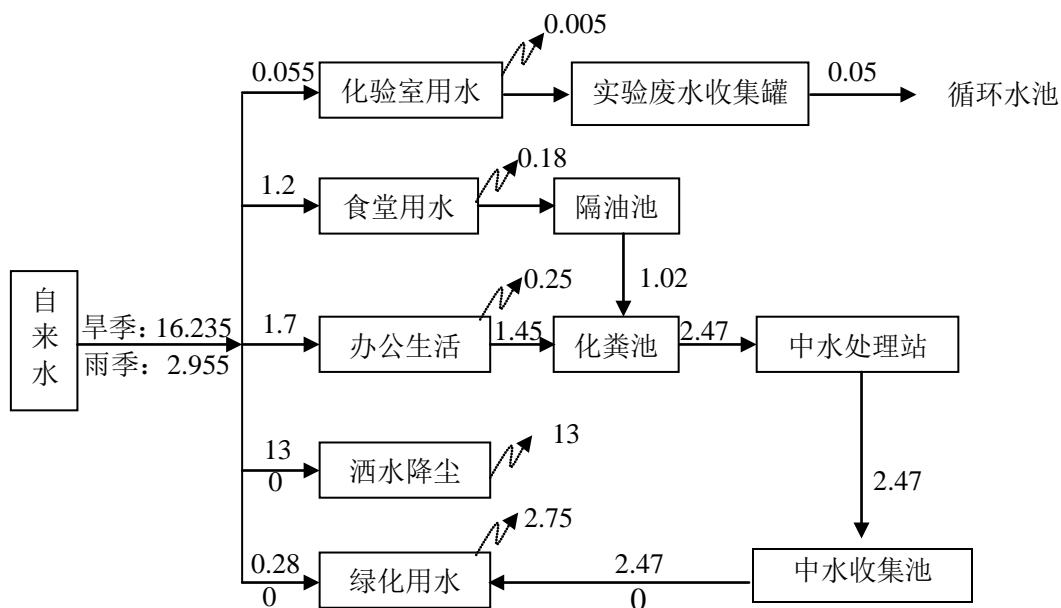 0.005
0.055
化验室用水
实验废水收集罐
0.05
循环水池
0.18
1.2
食堂用水
隔油池
0.25
1.02
自来水
旱季：16.235
雨季：2.955
1.7
办公生活
1.45
化粪池
2.47
中水处理站
13
0
洒水降尘
13
2.47
2.75
0.28
0
绿化用水
2.47
0
中水收集池